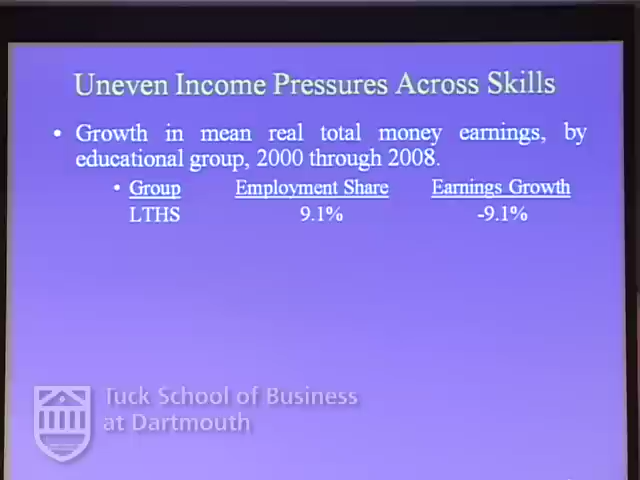 Uneven Income Pressures Across Skills
• Growth in mean real total money earnings, by
educational group, 2000 through 2008.
• Group Employment Share Earnings Growth
LTHS 9.1% -9.1%
Tuck School of Business
at Dartmouth